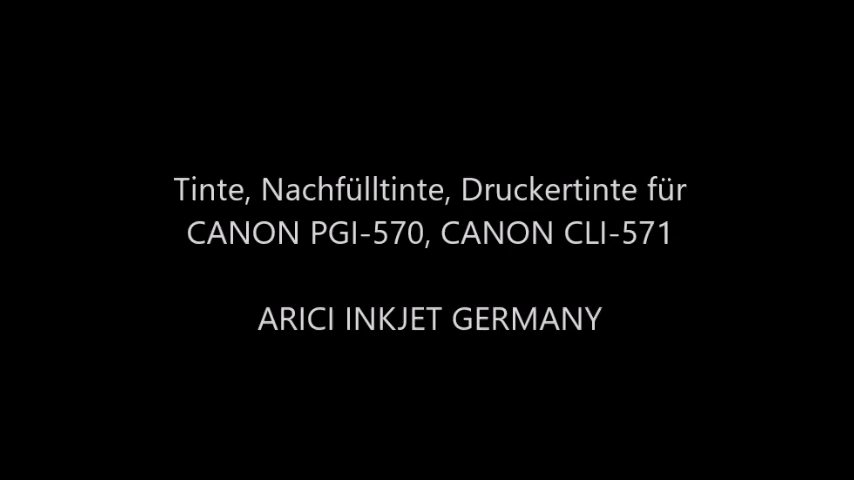 Tinte, Nachfülltinte, Druckertinte für
CANON PGI-570, CANON CLI-571
ARICI INKJET GERMANY